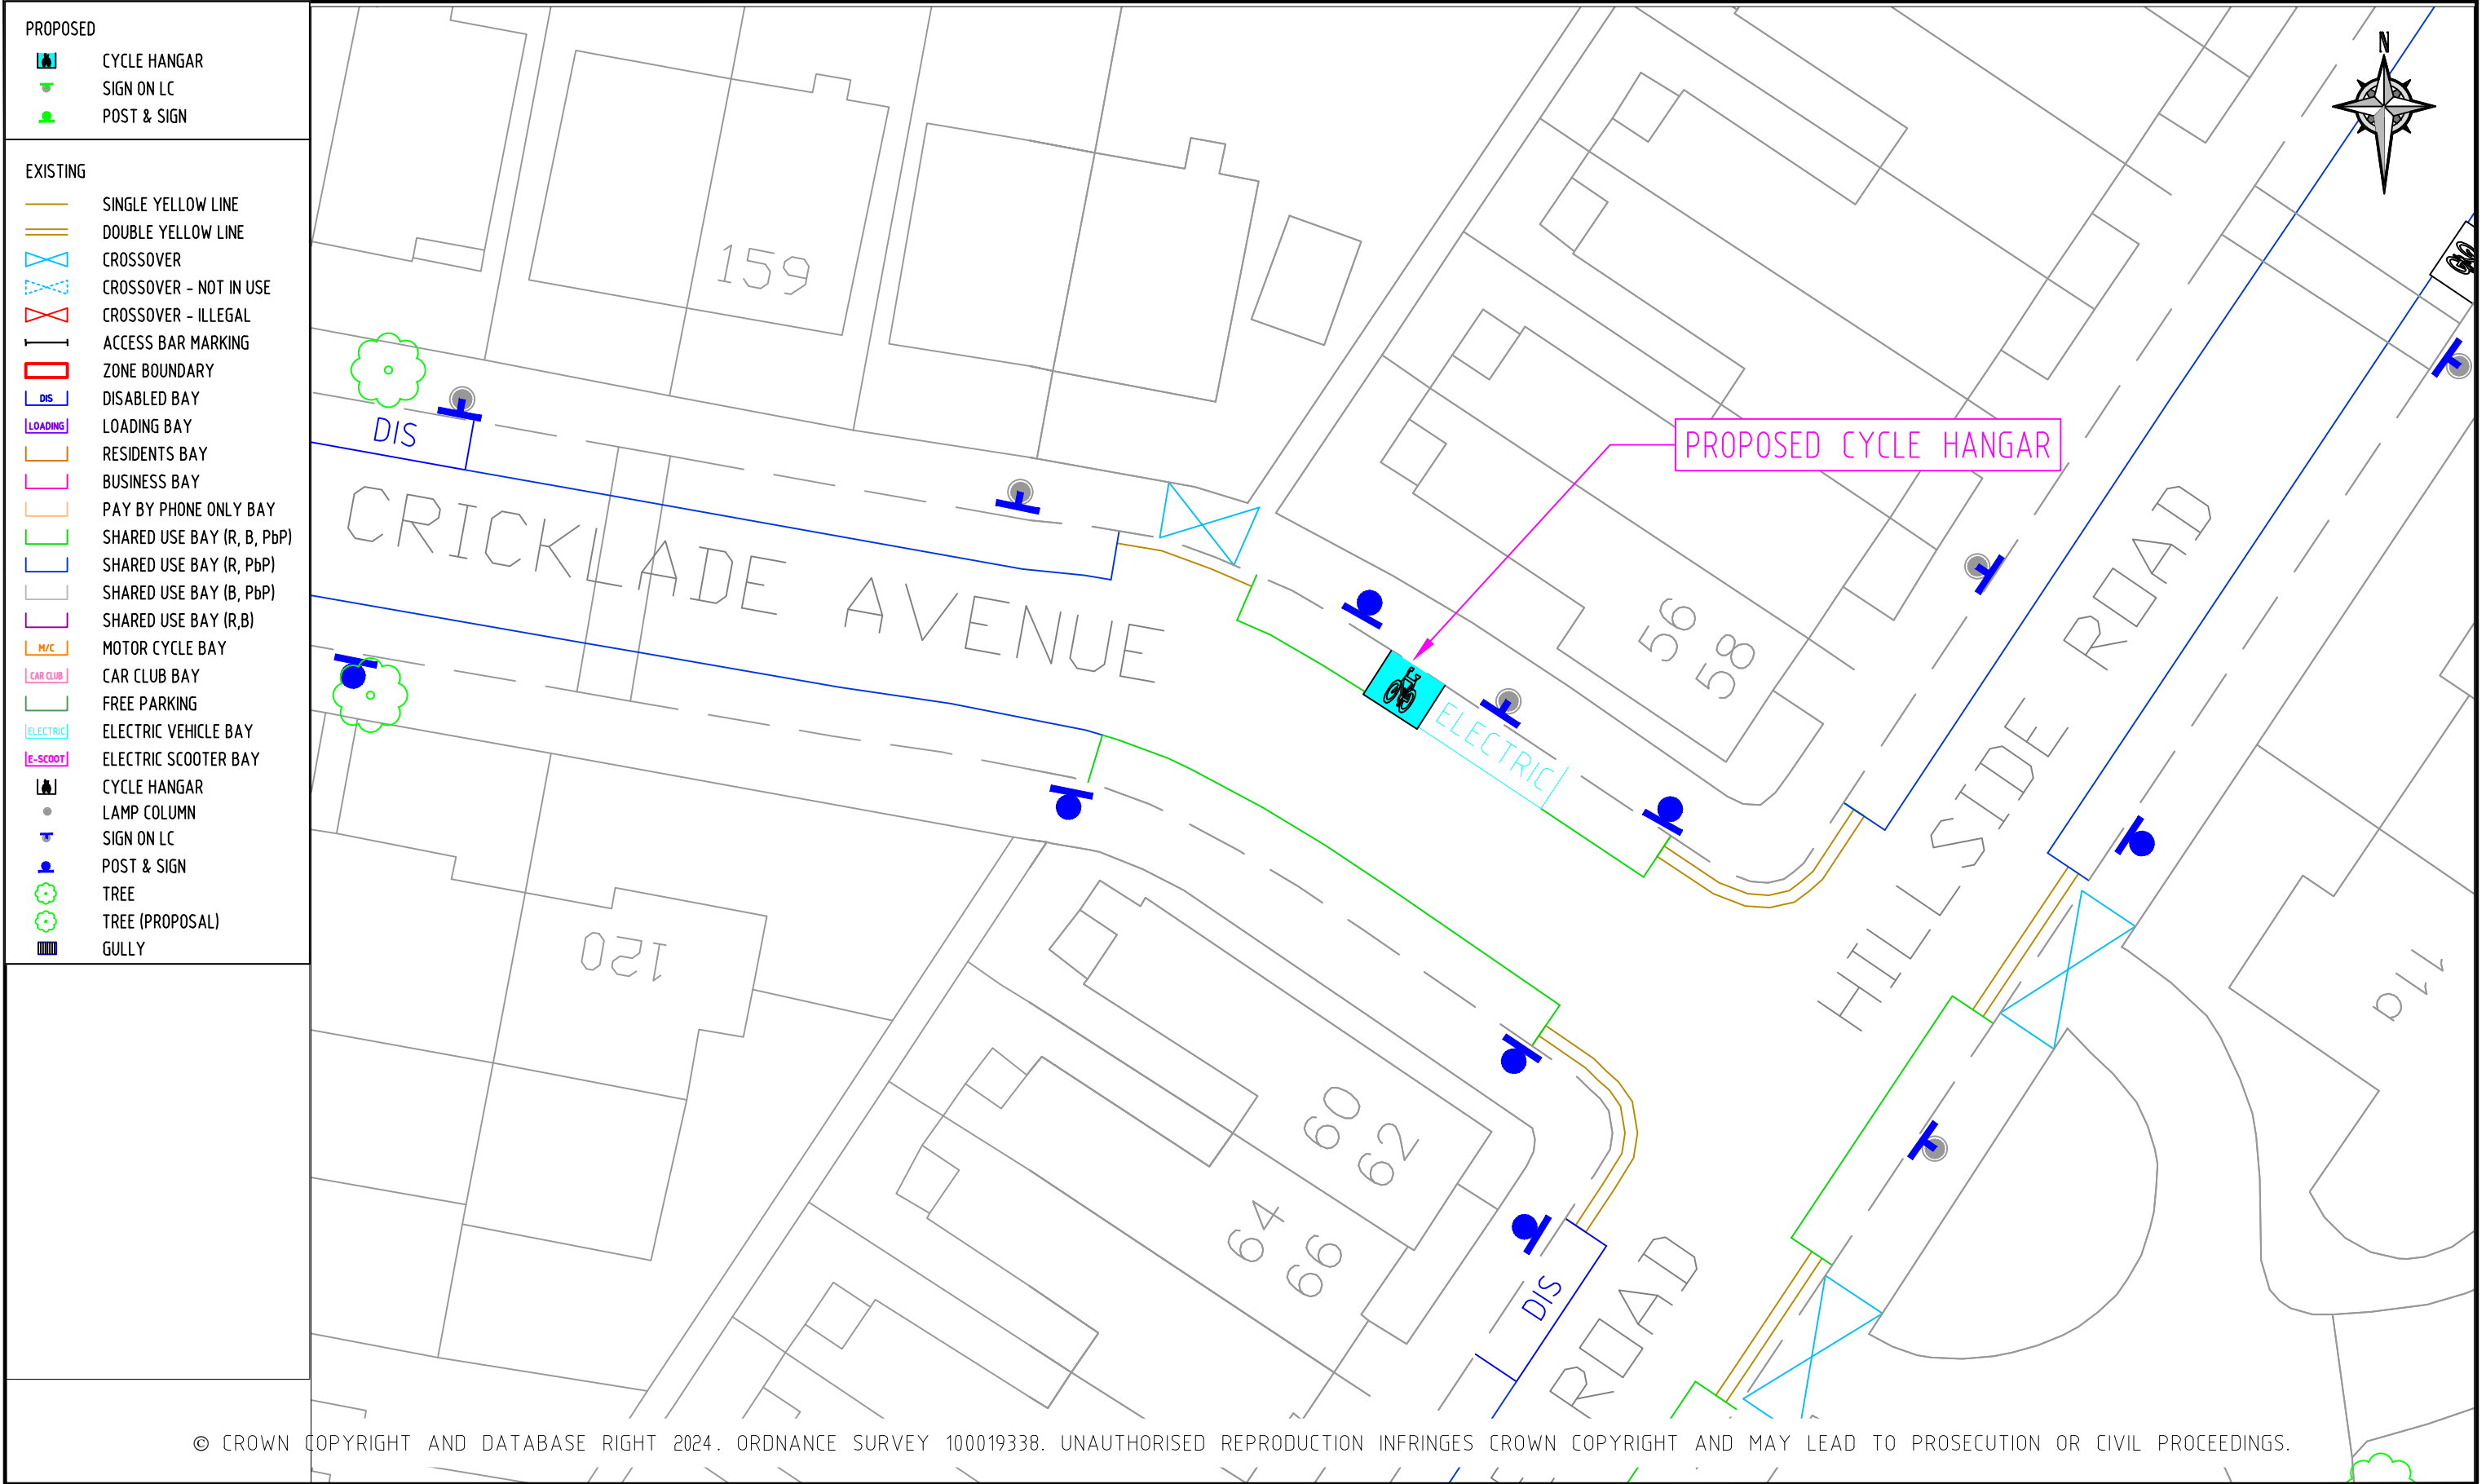 PROPOSED
CYCLE HANGAR
SIGN ON LC
POST & SIGN
EXISTING
SINGLE YELLOW LINE
DOUBLE YELLOW LINE
CROSSOVER
CROSSOVER - NOT IN USE
CROSSOVER - ILLEGAL
ACCESS BAR MARKING
ZONE BOUNDARY
DIS DISABLED BAY
LOADING LOADING BAY
RESIDENTS BAY
BUSINESS BAY
PAY BY PHONE ONLY BAY
SHARED USE BAY (R, B, PbP)
SHARED USE BAY (R, PbP)
SHARED USE BAY (B, PbP)
SHARED USE BAY (R,B)
M/C MOTOR CYCLE BAY
CAR CLUB CAR CLUB BAY
FREE PARKING
ELECTRIC ELECTRIC VEHICLE BAY
E-SCOOT ELECTRIC SCOOTER BAY
CYCLE HANGAR
LAMP COLUMN
SIGN ON LC
POST & SIGN
TREE
TREE (PROPOSAL)
GULLY
N
159
DIS
CRICKLADE AVENUE
PROPOSED CYCLE HANGAR
56
58
ELECTRIC
HILLSIDE ROAD
120
11a
60
62
64
66
DIS
ROAD
© CROWN COPYRIGHT AND DATABASE RIGHT 2024. ORDNANCE SURVEY 100019338. UNAUTHORISED REPRODUCTION INFRINGES CROWN COPYRIGHT AND MAY LEAD TO PROSECUTION OR CIVIL PROCEEDINGS.